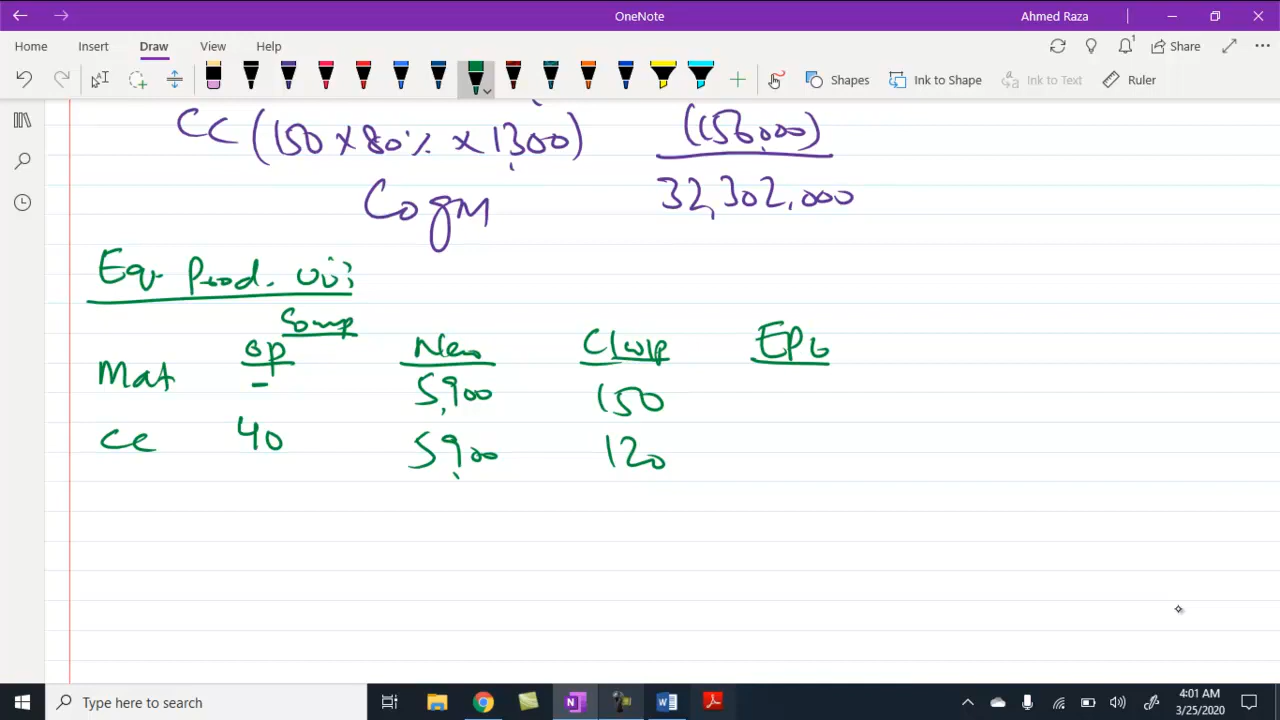 OneNote
Ahmed Raza
Home Insert Draw View Help
Share
Shapes Ink to Shape Ink to Text Ruler
CC (150 x 80% x 1300) (156,000)
CogM 32,302,000
Eq. Prod.
Comp
op New Clwip EPU
Mat - 5,900 150
CC 40 5,900 120
Type here to search
4:01 AM
3/25/2020